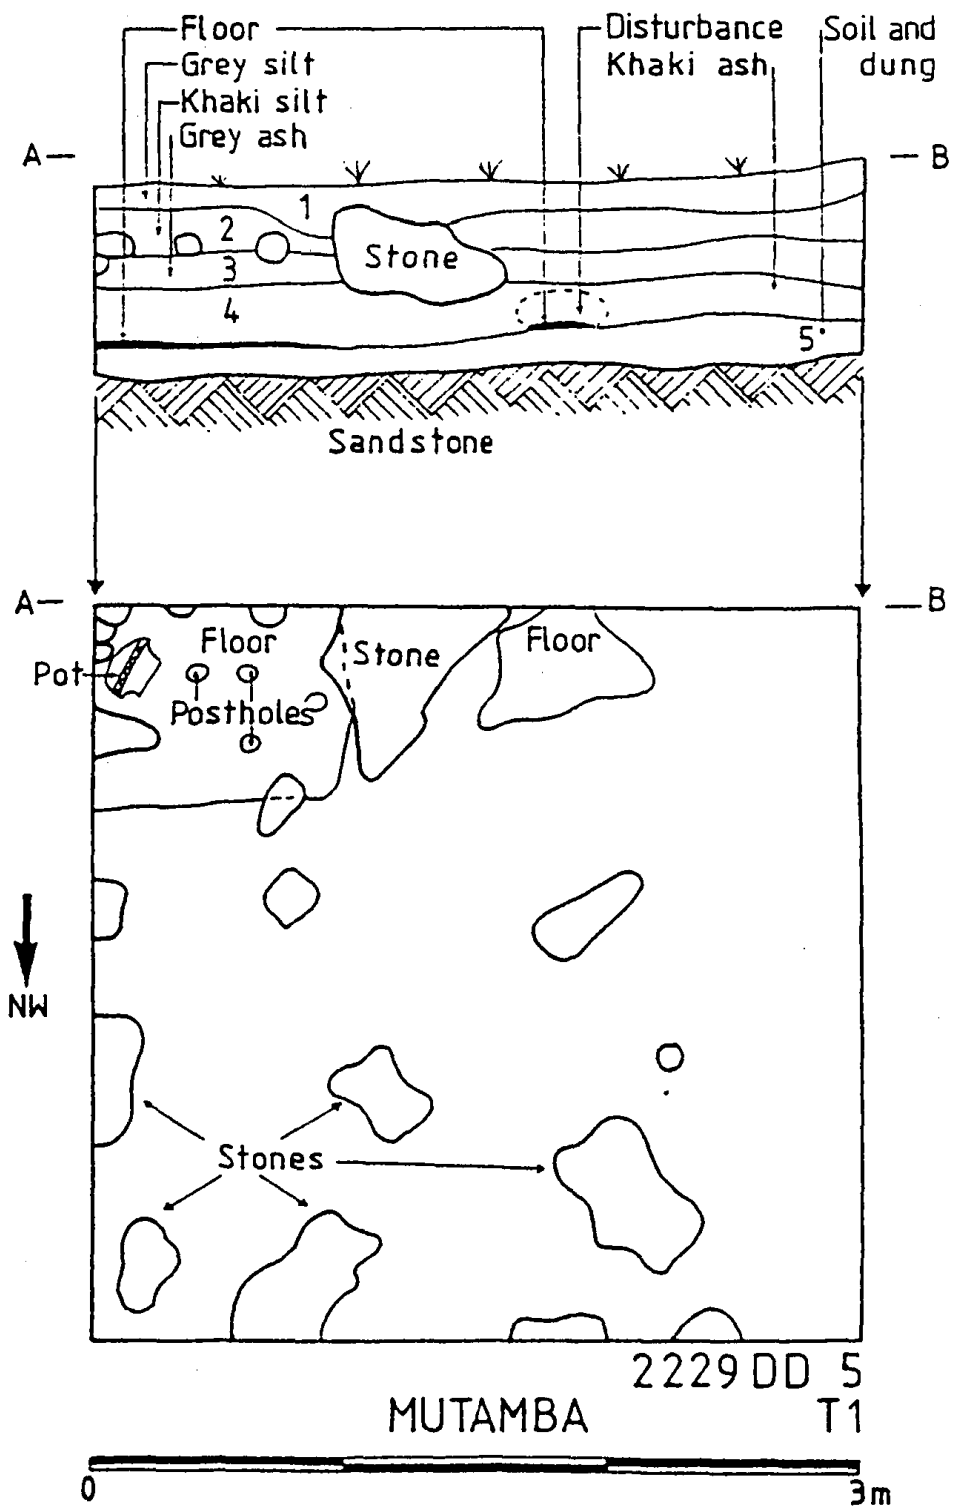 Floor
Disturbance
Soil and
Grey silt
Khaki ash
dung
Khaki silt
Grey ash
A
B
1
2
Stone
3
4
5
Sandstone
A
B
Floor
Stone
Floor
Pot
Postholes
NW
Stones
2229 DD 5
MUTAMBA T1
0 3m